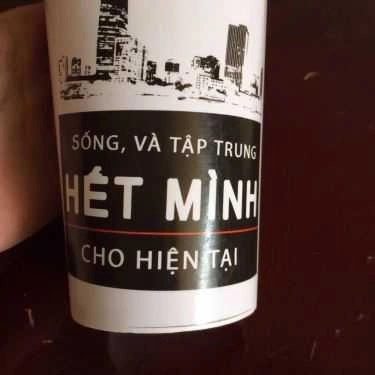 SỐNG, VÀ TẬP TRUNG
HẾT MÌNH
CHO HIỆN TẠI